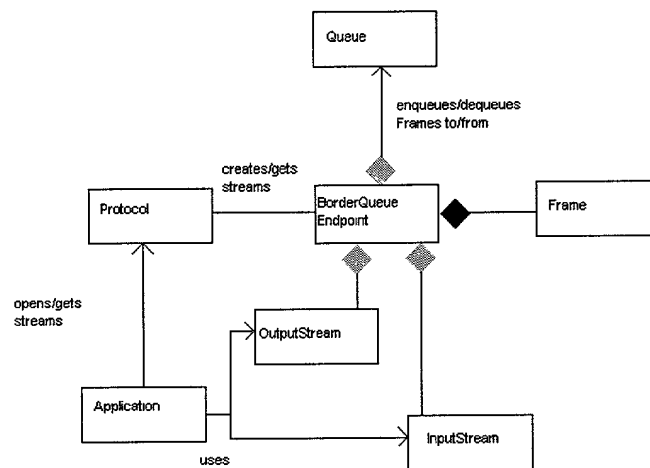 Queue
enqueues/dequeues
Frames to/from
creates/gets
streams
Protocol
BorderQueue
Endpoint
Frame
opens/gets
streams
OutputStream
Application
InputStream
uses